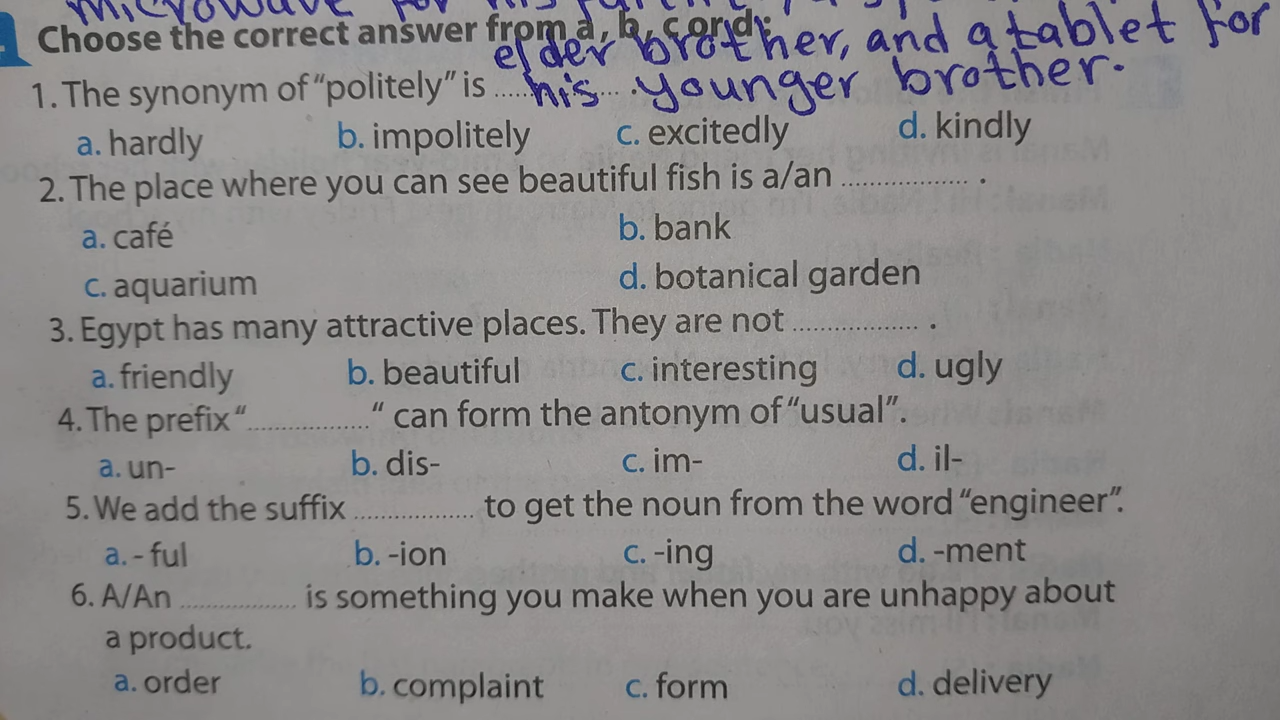 microwave for his
Choose the correct answer from a, b, c or d:
elder brother, and a tablet for
his younger brother.
1. The synonym of "politely" is ................ .
a. hardly b. impolitely c. excitedly d. kindly
2. The place where you can see beautiful fish is a/an ................ .
a. café b. bank
c. aquarium d. botanical garden
3. Egypt has many attractive places. They are not ................ .
a. friendly b. beautiful c. interesting d. ugly
4. The prefix "................" can form the antonym of "usual".
a. un- b. dis- c. im- d. il-
5. We add the suffix ................ to get the noun from the word "engineer".
a. - ful b. -ion c. -ing d. -ment
6. A/An ................ is something you make when you are unhappy about
a product.
a. order b. complaint c. form d. delivery